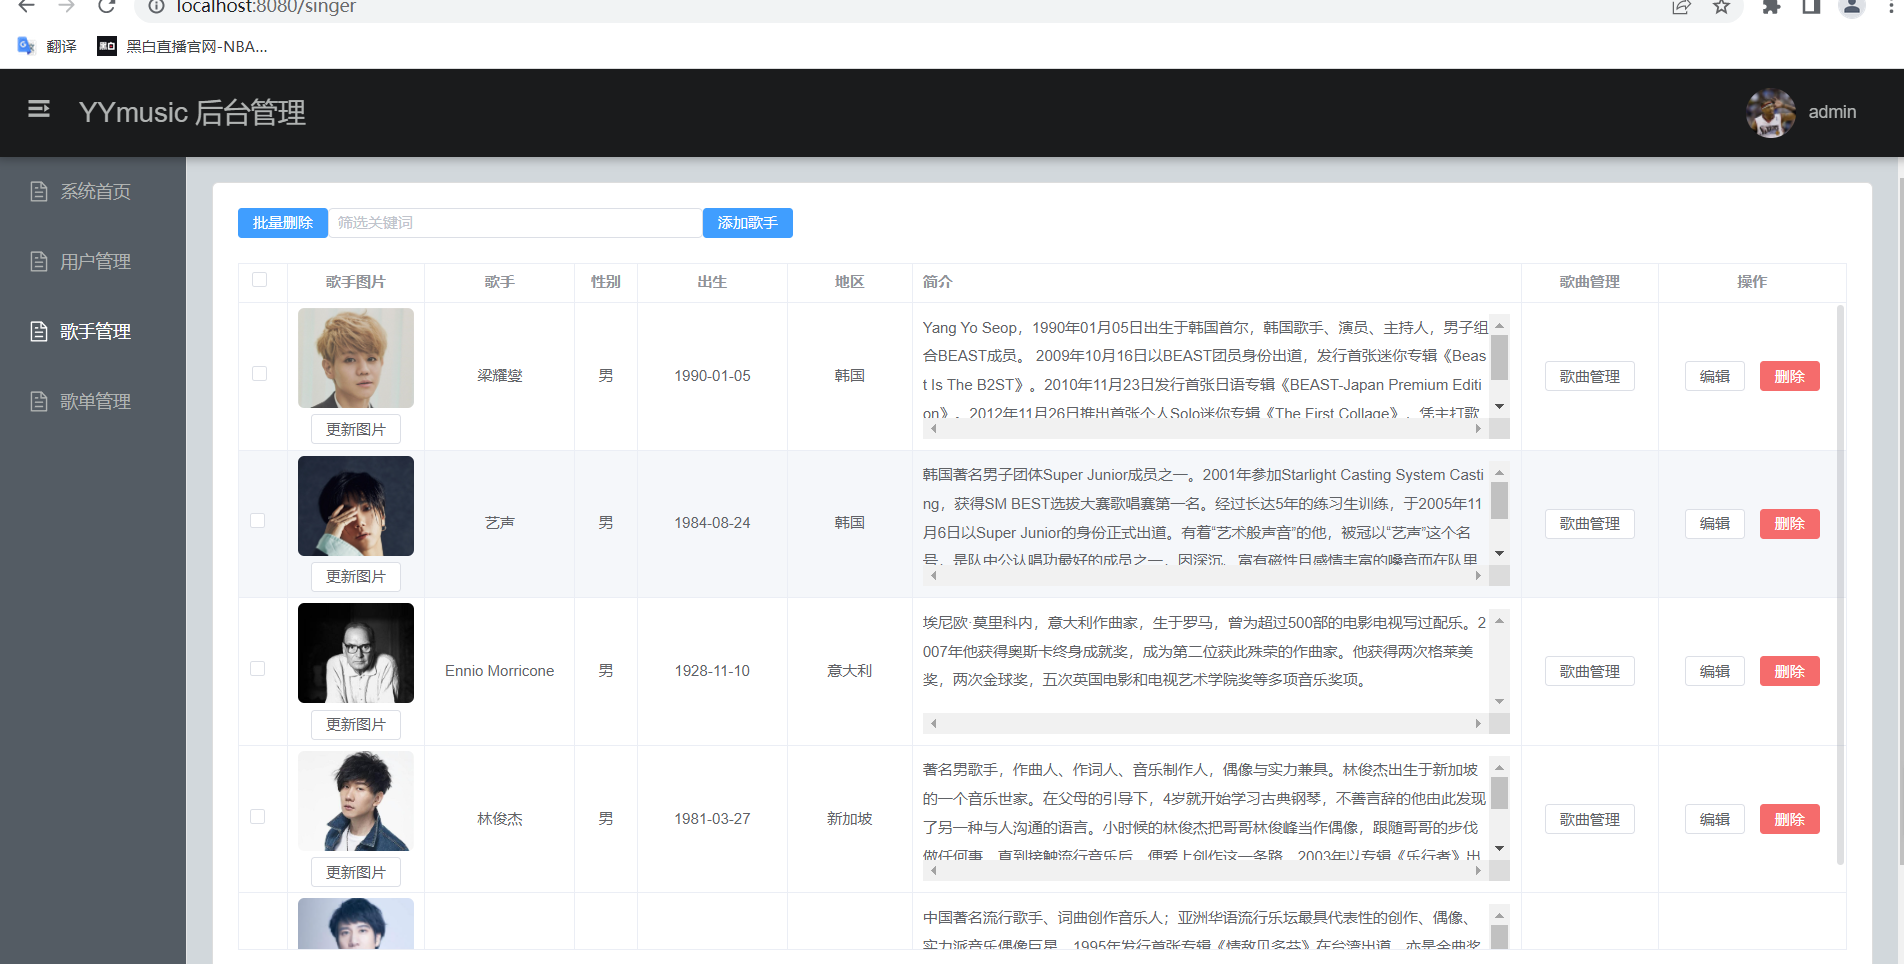 localhost:8080/singer
翻译
黑白
黑白直播官网-NBA...
YYmusic 后台管理
admin
系统首页
用户管理
歌手管理
歌单管理
批量删除
筛选关键词
添加歌手
歌手图片 歌手 性别 出生 地区 简介 歌曲管理 操作
更新图片
梁耀燮 男 1990-01-05 韩国
Yang Yo Seop，1990年01月05日出生于韩国首尔，韩国歌手、演员、主持人，男子组
合BEAST成员。 2009年10月16日以BEAST团员身份出道，发行首张迷你专辑《Beas
t Is The B2ST》。2010年11月23日发行首张日语专辑《BEAST-Japan Premium Editi
on》。2012年11月26日推出首张个人Solo迷你专辑《The First Collage》，凭主打歌
歌曲管理 编辑 删除
更新图片
艺声 男 1984-08-24 韩国
韩国著名男子团体Super Junior成员之一。2001年参加Starlight Casting System Casti
ng，获得SM BEST选拔大赛歌唱赛第一名。经过长达5年的练习生训练，于2005年11
月6日以Super Junior的身份正式出道。有着“艺术般声音”的他，被冠以“艺声”这个名
号，是队中公认唱功最好的成员之一，因深沉、富有磁性且感情丰富的嗓音而在队里
歌曲管理 编辑 删除
更新图片
Ennio Morricone 男 1928-11-10 意大利
埃尼欧·莫里科内，意大利作曲家，生于罗马，曾为超过500部的电影电视写过配乐。2
007年他获得奥斯卡终身成就奖，成为第二位获此殊荣的作曲家。他获得两次格莱美
奖，两次金球奖，五次英国电影和电视艺术学院奖等多项音乐奖项。
歌曲管理 编辑 删除
更新图片
林俊杰 男 1981-03-27 新加坡
著名男歌手，作曲人、作词人、音乐制作人，偶像与实力兼具。林俊杰出生于新加坡
的一个音乐世家。在父母的引导下，4岁就开始学习古典钢琴，不善言辞的他由此发现
了另一种与人沟通的语言。小时候的林俊杰把哥哥林俊峰当作偶像，跟随哥哥的步伐
做任何事，直到接触流行音乐后，便爱上创作这一条路。2003年以专辑《乐行者》出
歌曲管理 编辑 删除
中国著名流行歌手、词曲创作音乐人；亚洲华语流行乐坛最具代表性的创作、偶像、
实力派音乐偶像巨星。1995年发行首张专辑《情敌贝多芬》在台湾出道，亦是金曲奖